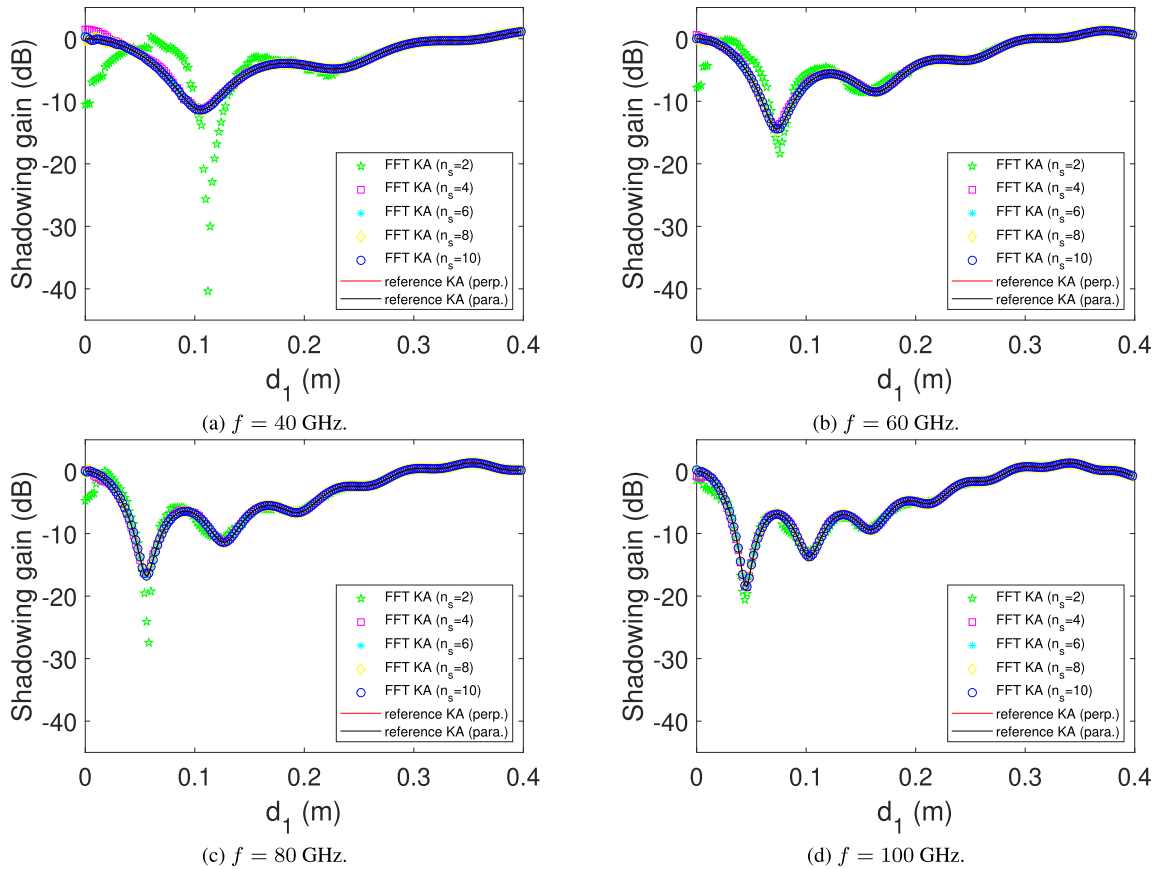 0
-10
-20
-30
-40
Shadowing gain (dB)
FFT KA (n_s=2)
FFT KA (n_s=4)
FFT KA (n_s=6)
FFT KA (n_s=8)
FFT KA (n_s=10)
reference KA (perp.)
reference KA (para.)
0 0.1 0.2 0.3 0.4
d_1 (m)
(a) f = 40 GHz.
0
-10
-20
-30
-40
Shadowing gain (dB)
FFT KA (n_s=2)
FFT KA (n_s=4)
FFT KA (n_s=6)
FFT KA (n_s=8)
FFT KA (n_s=10)
reference KA (perp.)
reference KA (para.)
0 0.1 0.2 0.3 0.4
d_1 (m)
(b) f = 60 GHz.
0
-10
-20
-30
-40
Shadowing gain (dB)
FFT KA (n_s=2)
FFT KA (n_s=4)
FFT KA (n_s=6)
FFT KA (n_s=8)
FFT KA (n_s=10)
reference KA (perp.)
reference KA (para.)
0 0.1 0.2 0.3 0.4
d_1 (m)
(c) f = 80 GHz.
0
-10
-20
-30
-40
Shadowing gain (dB)
FFT KA (n_s=2)
FFT KA (n_s=4)
FFT KA (n_s=6)
FFT KA (n_s=8)
FFT KA (n_s=10)
reference KA (perp.)
reference KA (para.)
0 0.1 0.2 0.3 0.4
d_1 (m)
(d) f = 100 GHz.